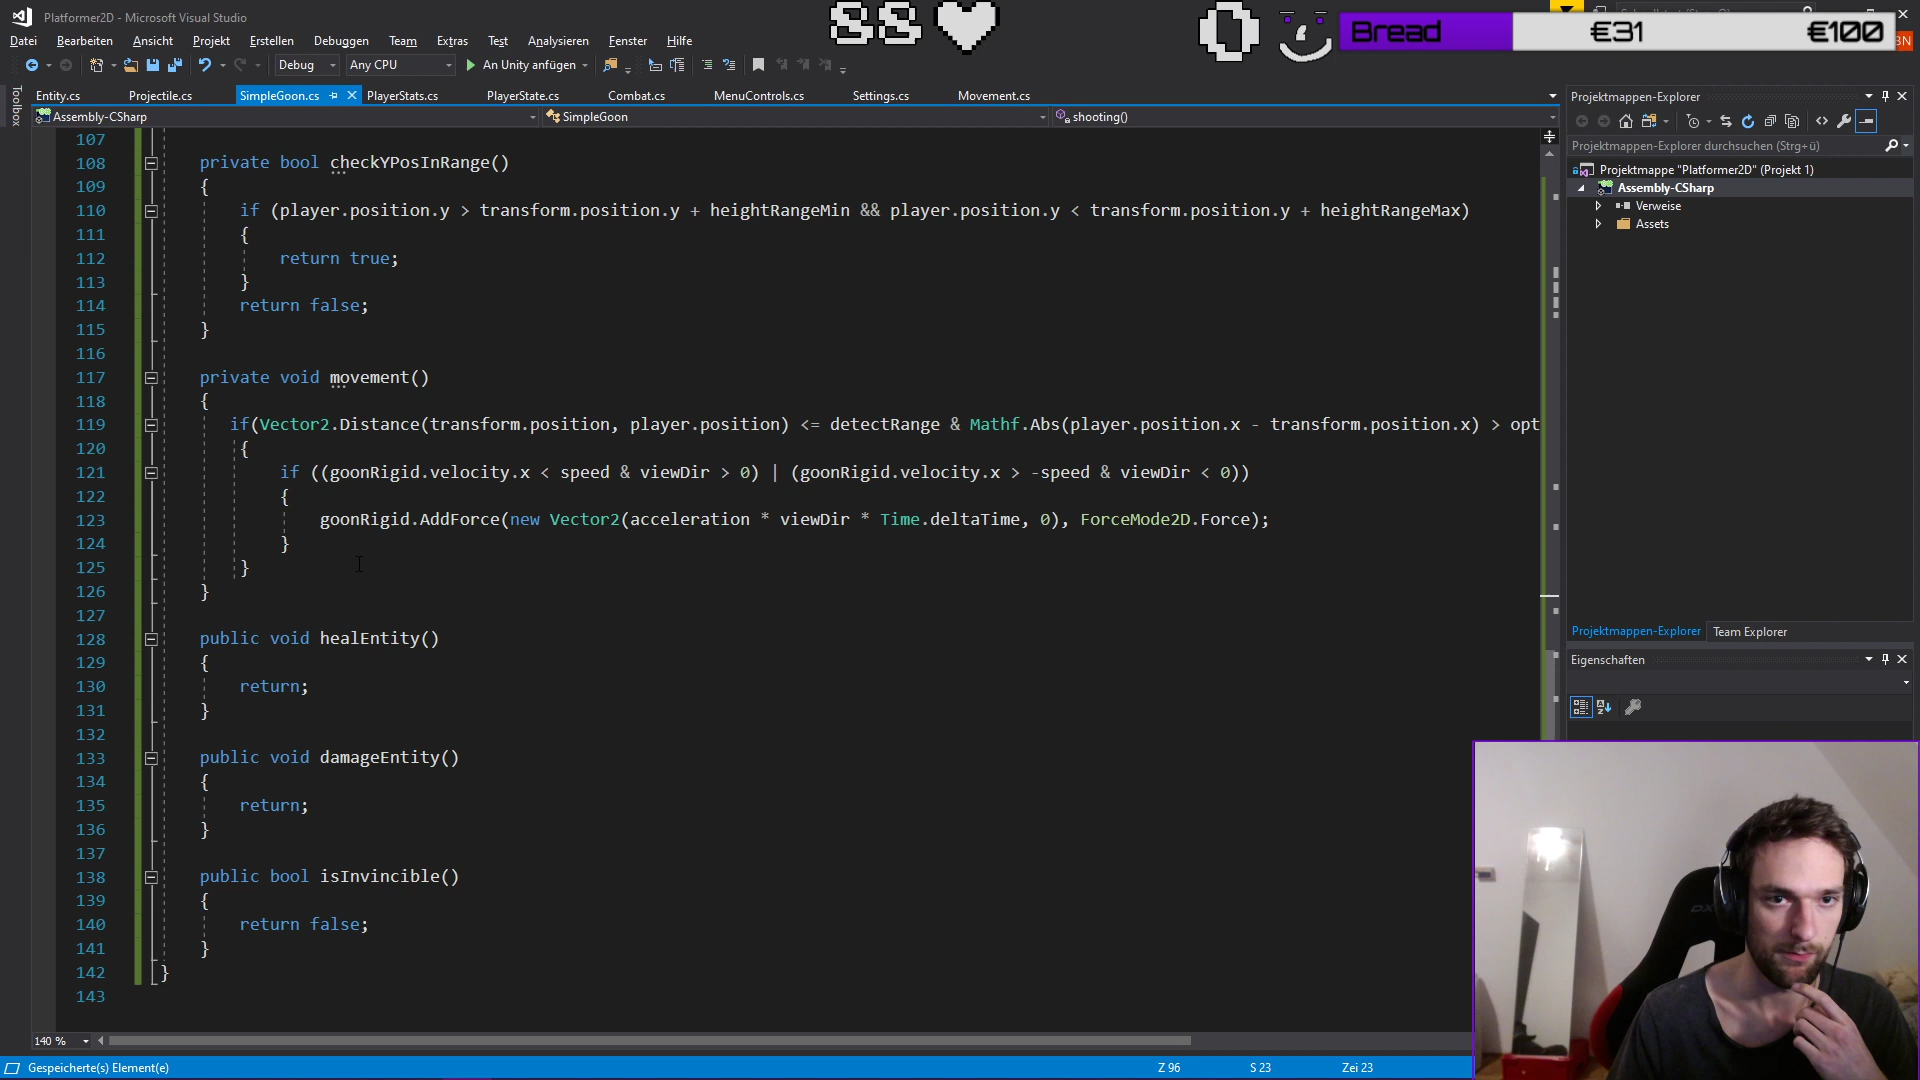 Platformer2D - Microsoft Visual Studio
88
0
Bread €31 €100
Datei Bearbeiten Ansicht Projekt Erstellen Debuggen Team Extras Test Analysieren Fenster Hilfe
Debug Any CPU An Unity anfügen
Toolbox
Entity.cs Projectile.cs SimpleGoon.cs PlayerStats.cs PlayerState.cs Combat.cs MenuControls.cs Settings.cs Movement.cs
Assembly-CSharp SimpleGoon shooting()
107
108 private bool checkYPosInRange()
109 {
110 if (player.position.y > transform.position.y + heightRangeMin && player.position.y < transform.position.y + heightRangeMax)
111 {
112 return true;
113 }
114 return false;
115 }
116
117 private void movement()
118 {
119 if(Vector2.Distance(transform.position, player.position) <= detectRange & Mathf.Abs(player.position.x - transform.position.x) > opt
120 {
121 if ((goonRigid.velocity.x < speed & viewDir > 0) | (goonRigid.velocity.x > -speed & viewDir < 0))
122 {
123 goonRigid.AddForce(new Vector2(acceleration * viewDir * Time.deltaTime, 0), ForceMode2D.Force);
124 }
125 }
126 }
127
128 public void healEntity()
129 {
130 return;
131 }
132
133 public void damageEntity()
134 {
135 return;
136 }
137
138 public bool isInvincible()
139 {
140 return false;
141 }
142 }
143
140 %
Gespeicherte(s) Element(e) Z 96 S 23 Zei 23
Projektmappen-Explorer
Projektmappen-Explorer durchsuchen (Strg+ü)
Projektmappe "Platformer2D" (Projekt 1)
Assembly-CSharp
Verweise
Assets
Projektmappen-Explorer Team Explorer
Eigenschaften